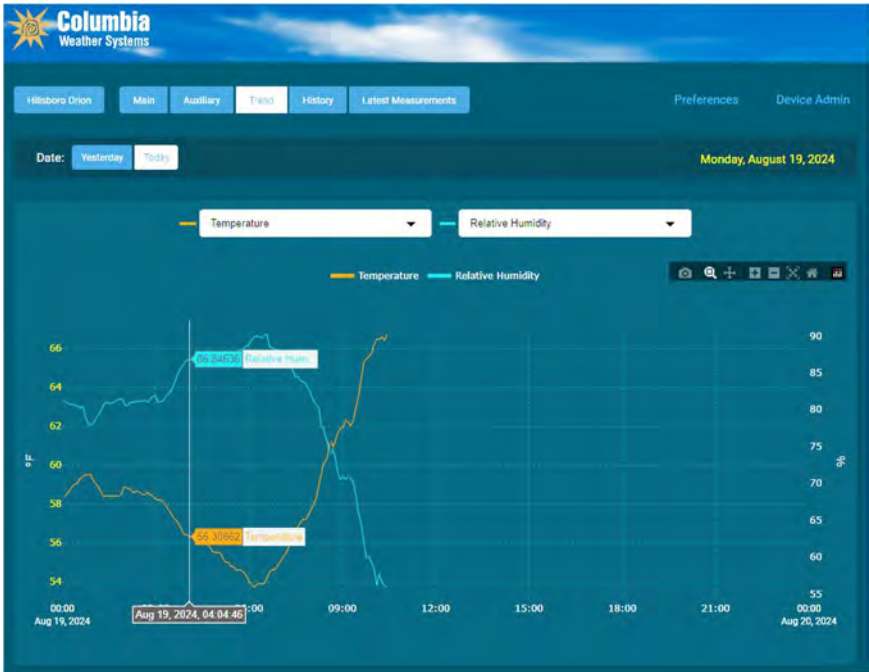 Columbia
Weather Systems
Hillsboro Orion
Main
Auxiliary
Trend
History
Latest Measurements
Preferences
Device Admin
Date:
Yesterday
Today
Monday, August 19, 2024
Temperature
Relative Humidity
Temperature
Relative Humidity
66
64
62
60
58
56
54
°F
90
85
80
75
70
65
60
55
%
86.84636
Relative Hum
56.30662
Temperature
00:00
Aug 19, 2024
Aug 19, 2024, 04:04:46
09:00
12:00
15:00
18:00
21:00
00:00
Aug 20, 2024